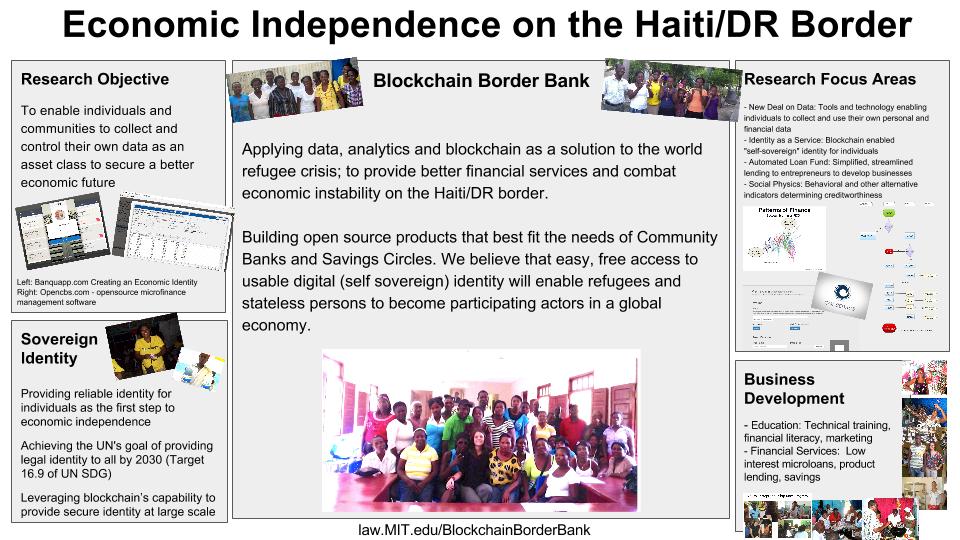 Economic Independence on the Haiti/DR Border
Research Objective
To enable individuals and
communities to collect and
control their own data as an
asset class to secure a better
economic future
Left: Banquapp.com Creating an Economic Identity
Right: Opencbs.com - opensource microfinance
management software
Sovereign
Identity
Providing reliable identity for
individuals as the first step to
economic independence
Achieving the UN's goal of providing
legal identity to all by 2030 (Target
16.9 of UN SDG)
Leveraging blockchain's capability to
provide secure identity at large scale
Blockchain Border Bank
Applying data, analytics and blockchain as a solution to the world
refugee crisis; to provide better financial services and combat
economic instability on the Haiti/DR border.
Building open source products that best fit the needs of Community
Banks and Savings Circles. We believe that easy, free access to
usable digital (self sovereign) identity will enable refugees and
stateless persons to become participating actors in a global
economy.
law.MIT.edu/BlockchainBorderBank
Research Focus Areas
- New Deal on Data: Tools and technology enabling
individuals to collect and use their own personal and
financial data
- Identity as a Service: Blockchain enabled
"self-sovereign" identity for individuals
- Automated Loan Fund: Simplified, streamlined
lending to entrepreneurs to develop businesses
- Social Physics: Behavioral and other alternative
indicators determining creditworthiness
Patterns of Finance
Business
Development
- Education: Technical training,
financial literacy, marketing
- Financial Services: Low
interest microloans, product
lending, savings